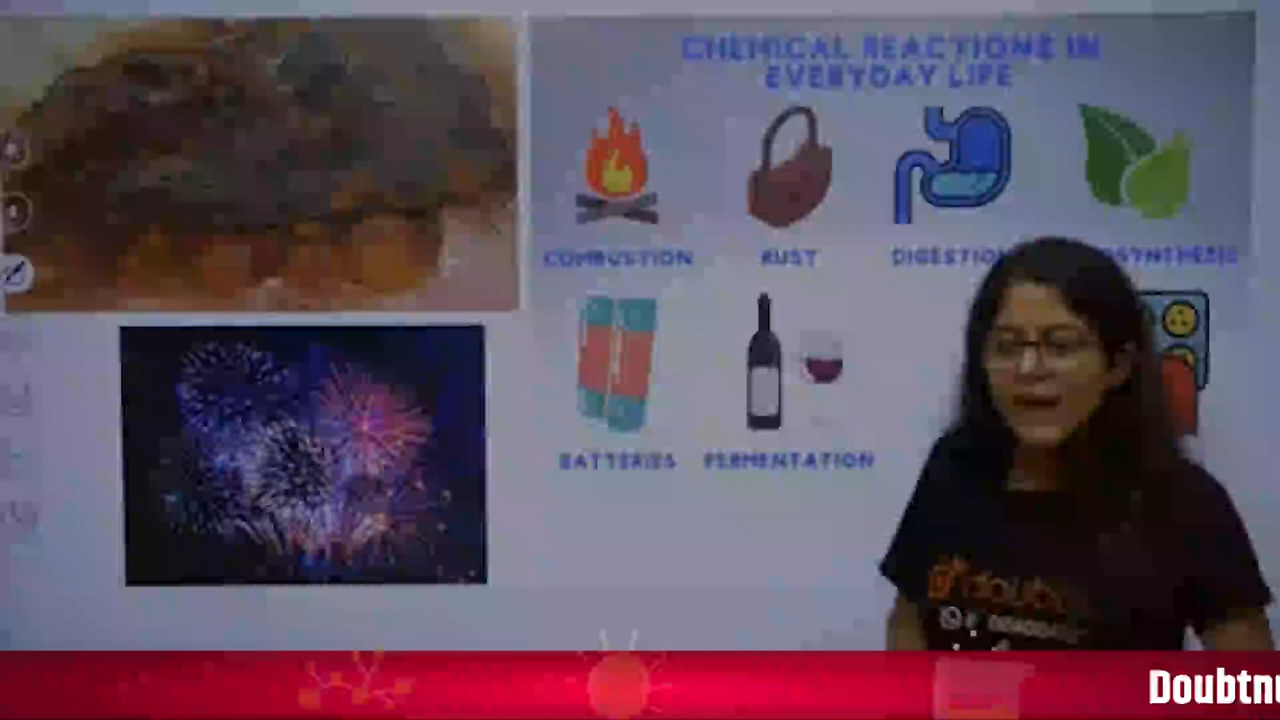 CHEMICAL REACTIONS IN
EVERYDAY LIFE
COMBUSTION
RUST
DIGESTION
BATTERIES
FERMENTATION
Doubtnu